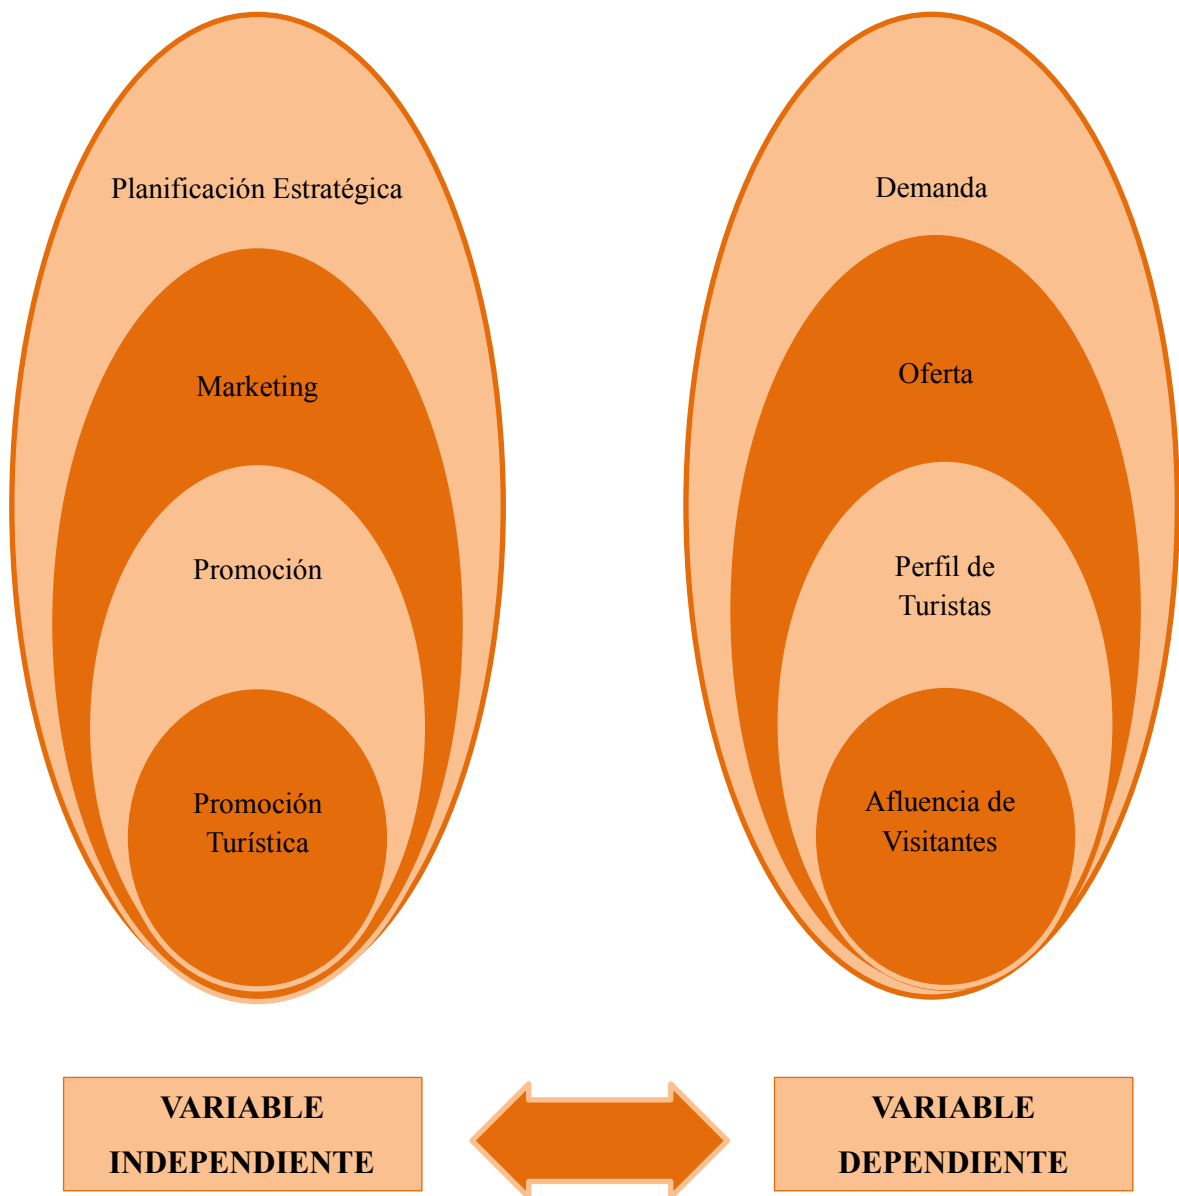 Planificación Estratégica
Marketing
Promoción
Promoción
Turística
Demanda
Oferta
Perfil de
Turistas
Afluencia de
Visitantes
VARIABLE
INDEPENDIENTE
VARIABLE
DEPENDIENTE